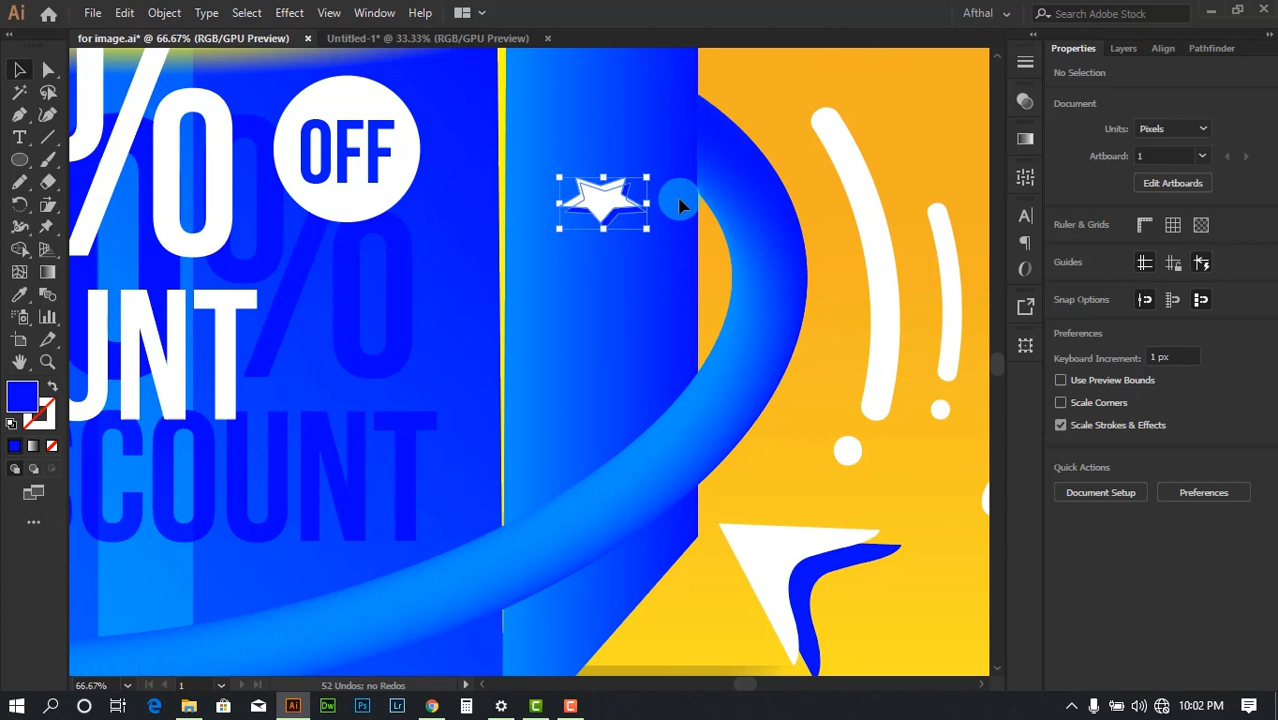 Ai File Edit Object Type Select Effect View Window Help Afthal Search Adobe Stock
for image.ai* @ 66.67% (RGB/GPU Preview) × Untitled-1* @ 33.33% (RGB/GPU Preview) ×
Properties Layers Align Pathfinder
No Selection
Document
Units: Pixels
Artboard: 1
Edit Artboards
Ruler & Grids
Guides
Snap Options
Preferences
Keyboard Increment: 1 px
Use Preview Bounds
Scale Corners
Scale Strokes & Effects
Quick Actions
Document Setup Preferences
% OFF
%
UNT
COUNT
66.67% 1 52 Undos; no Redos
Ai Dw Ps Lr 10:02 PM